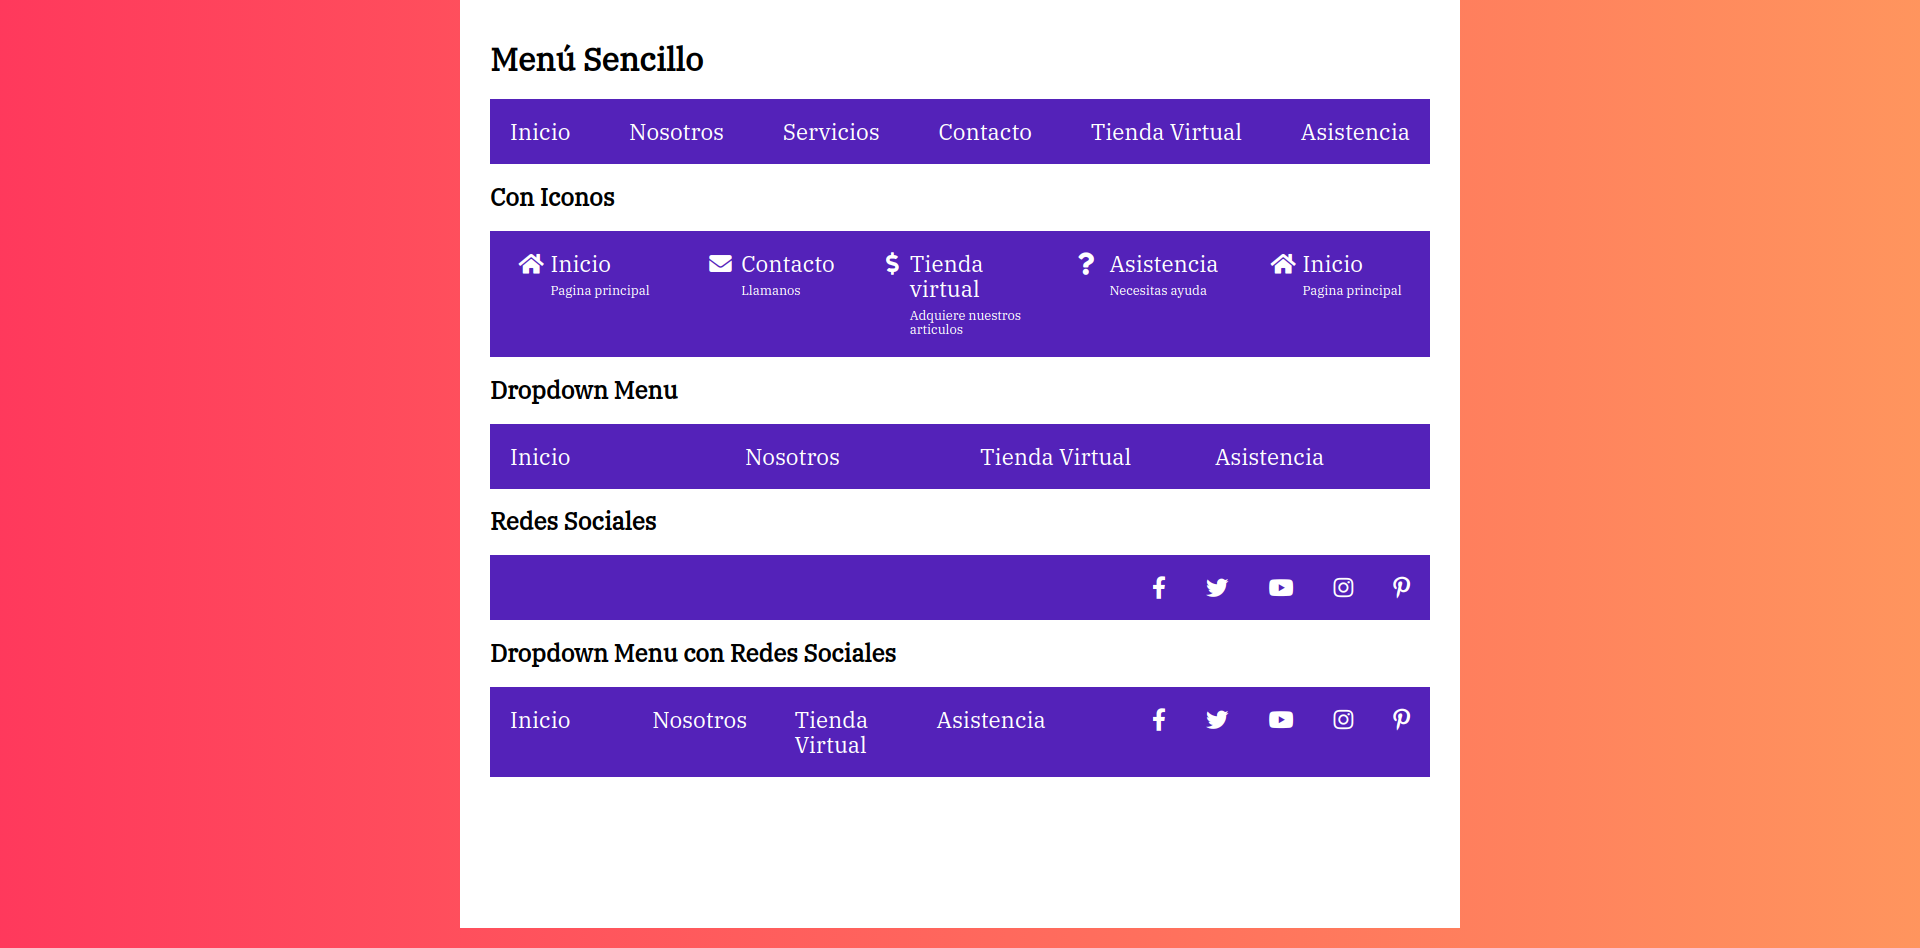 Menú Sencillo
Inicio Nosotros Servicios Contacto Tienda Virtual Asistencia
Con Iconos
Inicio
Pagina principal
Contacto
Llamanos
Tienda
virtual
Adquiere nuestros
articulos
Asistencia
Necesitas ayuda
Inicio
Pagina principal
Dropdown Menu
Inicio Nosotros Tienda Virtual Asistencia
Redes Sociales
Dropdown Menu con Redes Sociales
Inicio Nosotros Tienda
Virtual Asistencia